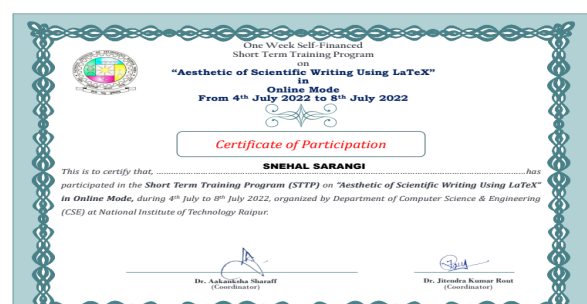 One Week Self-Financed
Short Term Training Program
on
“Aesthetic of Scientific Writing Using LaTeX”
in
Online Mode
From 4th July 2022 to 8th July 2022
Certificate of Participation
SNEHAL SARANGI
This is to certify that, ........................................has
participated in the Short Term Training Program (STTP) on “Aesthetic of Scientific Writing Using LaTeX”
in Online Mode, during 4th July to 8th July 2022, organized by Department of Computer Science & Engineering
(CSE) at National Institute of Technology Raipur.
Dr. Aakanksha Sharaff
(Coordinator)
Dr. Jitendra Kumar Rout
(Coordinator)